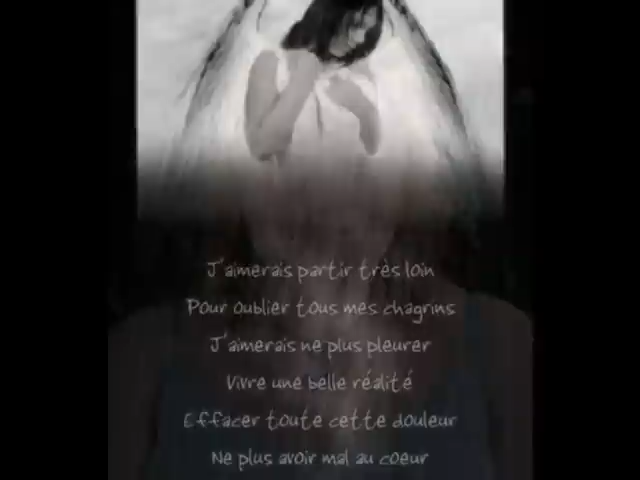 J'aimerais partir très loin
Pour oublier tous mes chagrins
J'aimerais ne plus pleurer
Vivre une belle réalité
Effacer toute cette douleur
Ne plus avoir mal au coeur